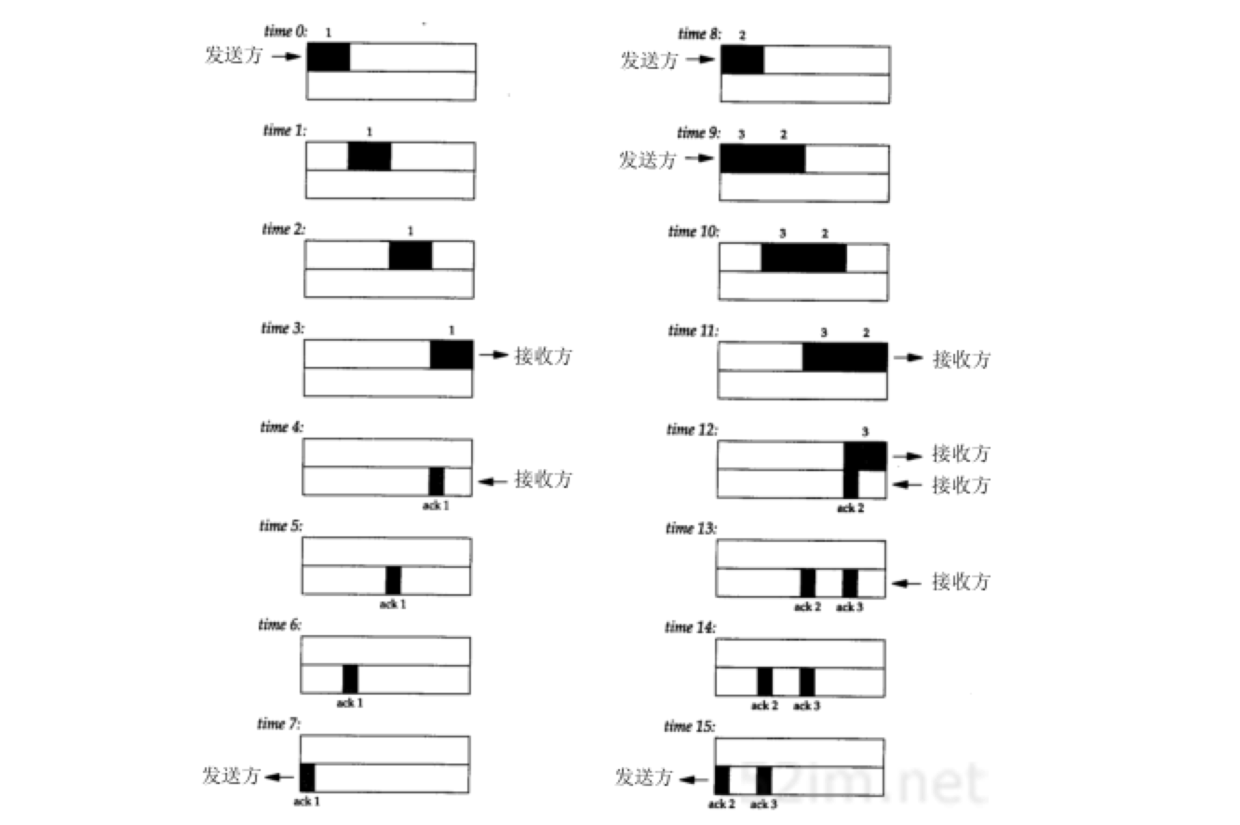 time 0: 1
发送方
time 1: 1
time 2: 1
time 3: 1
接收方
time 4:
接收方
ack 1
time 5:
ack 1
time 6:
ack 1
time 7:
发送方
ack 1
time 8: 2
发送方
time 9: 3 2
发送方
time 10: 3 2
time 11: 3 2
接收方
time 12: 3
接收方
接收方
ack 2
time 13:
接收方
ack 2 ack 3
time 14:
ack 2 ack 3
time 15:
发送方
ack 2 ack 3
52im.net